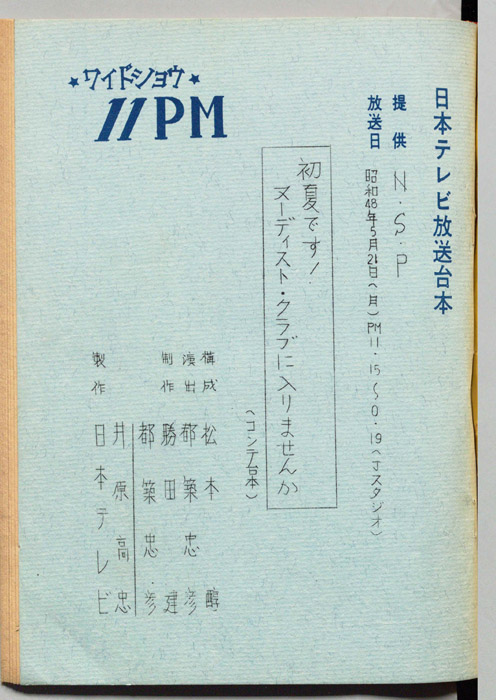 日本テレビ放送台本
提供 N・S・P
放送日 昭和48年5月21日(月)PM11・15〜0・19(Jスタジオ)
★ワイドショウ★
11PM
初夏です!
ヌーディスト・クラブに入りませんか
(コンテ台本)
構成 松本 醇
演出 都築忠彦
制作 勝田 建
都築忠彦
井原高忠
製作 日本テレビ